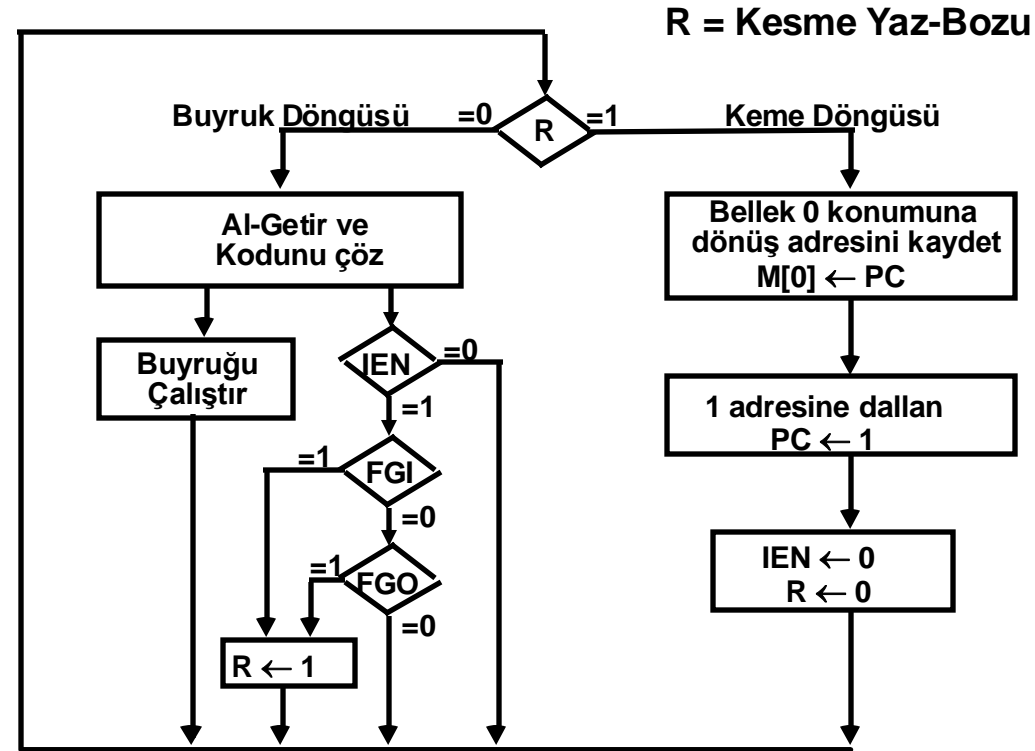 R = Kesme Yaz-Bozu
Buyruk Döngüsü
=0
R
=1
Keme Döngüsü
Al-Getir ve
Kodunu çöz
Buyruğu
Çalıştır
IEN
=0
=1
FGI
=1
=0
FGO
=1
=0
R ← 1
Bellek 0 konumuna
dönüş adresini kaydet
M[0] ← PC
1 adresine dallan
PC ← 1
IEN ← 0
R ← 0